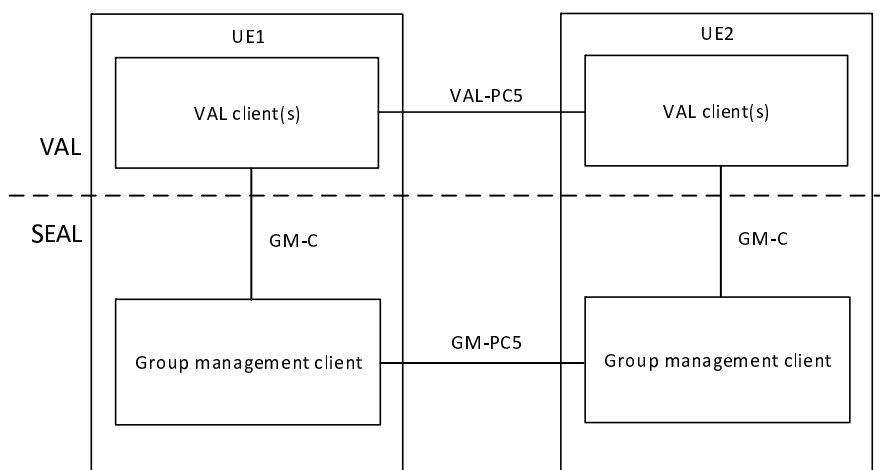 UE1
UE2
VAL client(s)
VAL-PC5
VAL client(s)
VAL
SEAL
GM-C
GM-C
Group management client
GM-PC5
Group management client